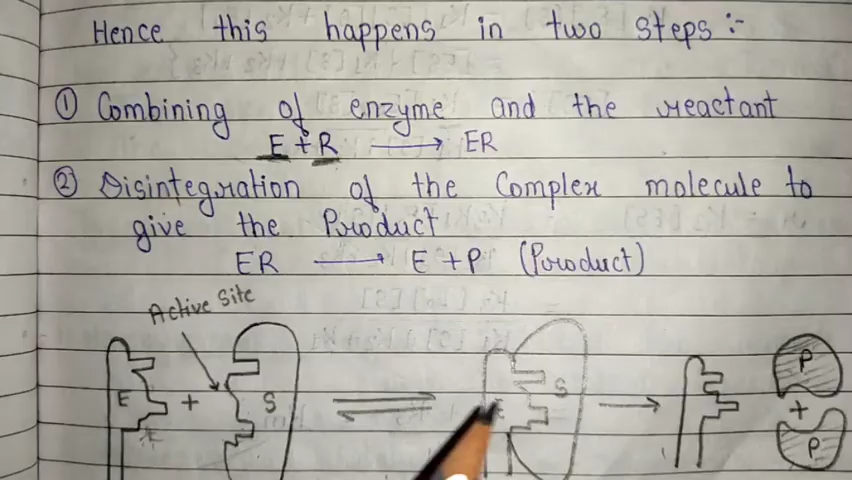 Hence this happens in two steps :-
① Combining of enzyme and the reactant
E + R → ER
② Disintegration of the Complex molecule to
give the Product
ER → E + P (Product)
Active Site
E + S ⇌ E S → P + P